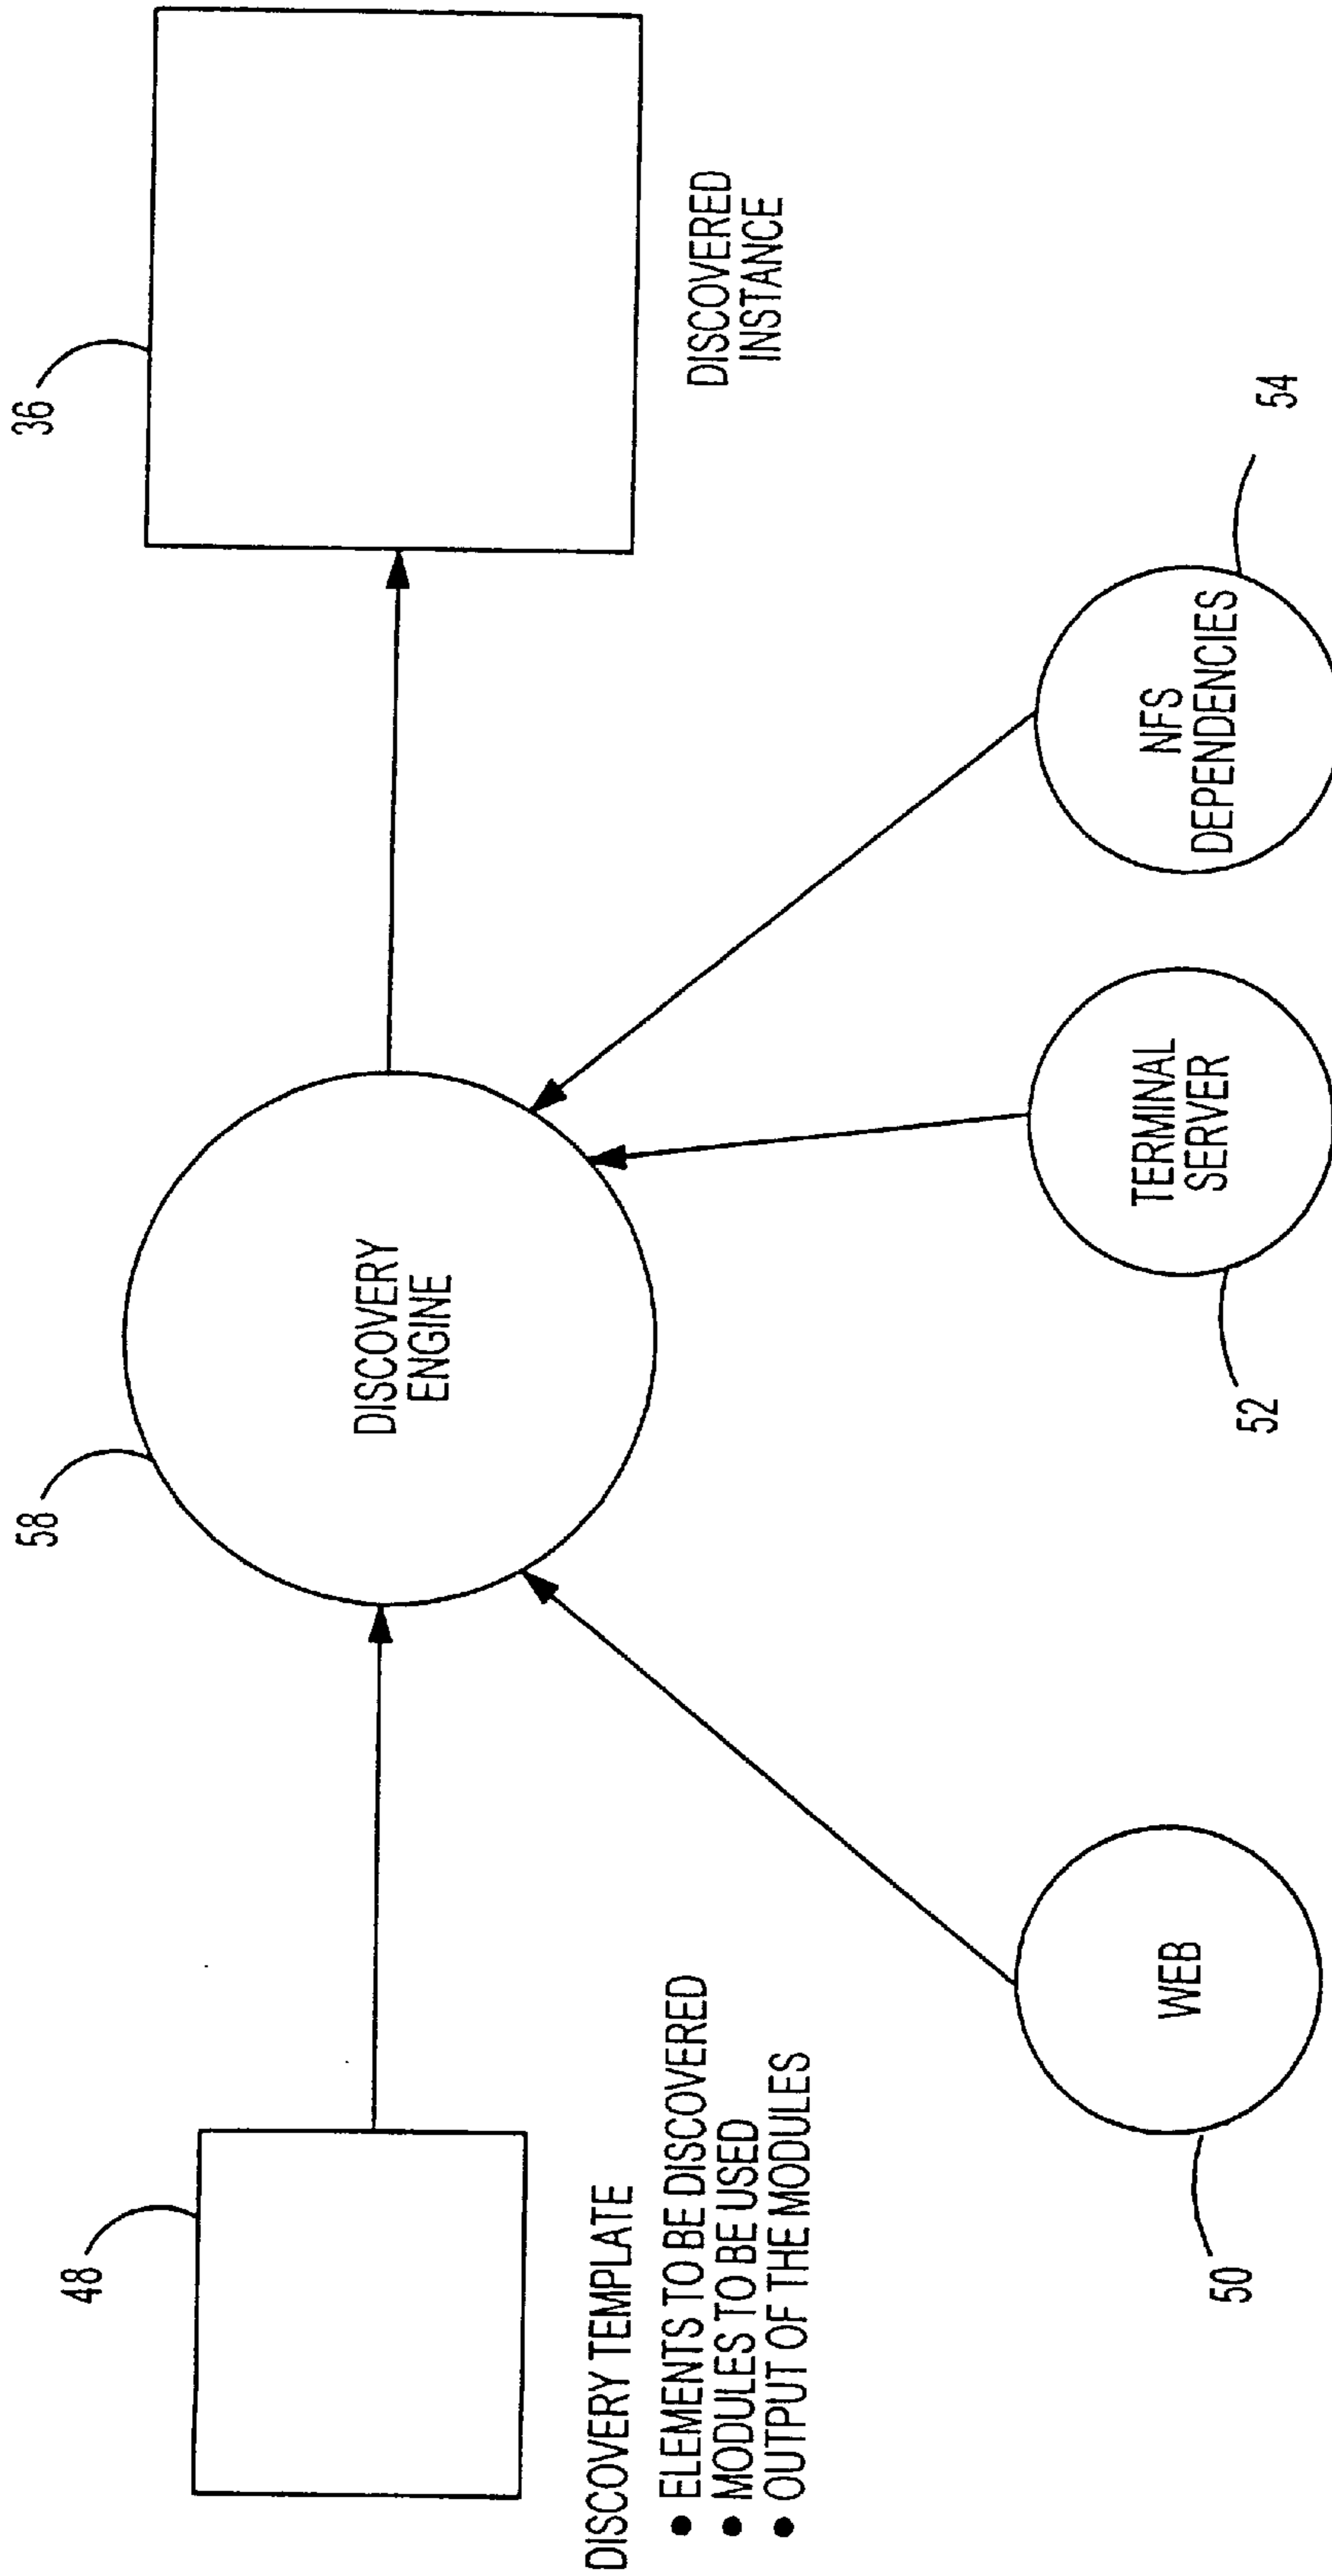 36
58
48
DISCOVERY
ENGINE
DISCOVERED
INSTANCE
DISCOVERY TEMPLATE
• ELEMENTS TO BE DISCOVERED
• MODULES TO BE USED
• OUTPUT OF THE MODULES
WEB
50
TERMINAL
SERVER
52
NFS
DEPENDENCIES
54